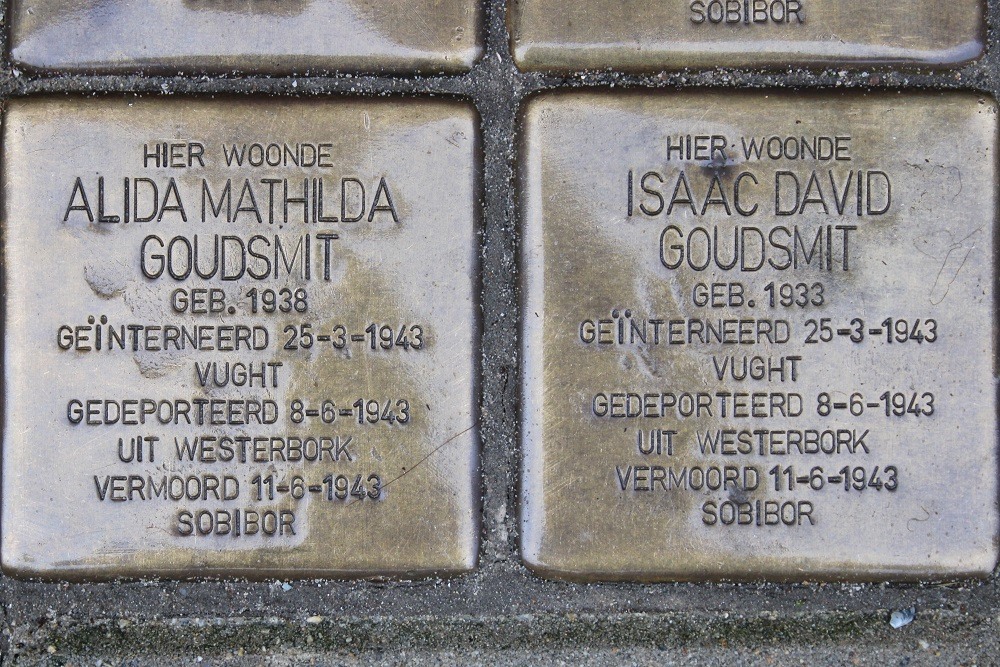 SOBIBOR
HIER WOONDE
ALIDA MATHILDA
GOUDSMIT
GEB. 1938
GEÏNTERNEERD 25-3-1943
VUGHT
GEDEPORTEERD 8-6-1943
UIT WESTERBORK
VERMOORD 11-6-1943
SOBIBOR
HIER WOONDE
ISAAC DAVID
GOUDSMIT
GEB. 1933
GEÏNTERNEERD 25-3-1943
VUGHT
GEDEPORTEERD 8-6-1943
UIT WESTERBORK
VERMOORD 11-6-1943
SOBIBOR